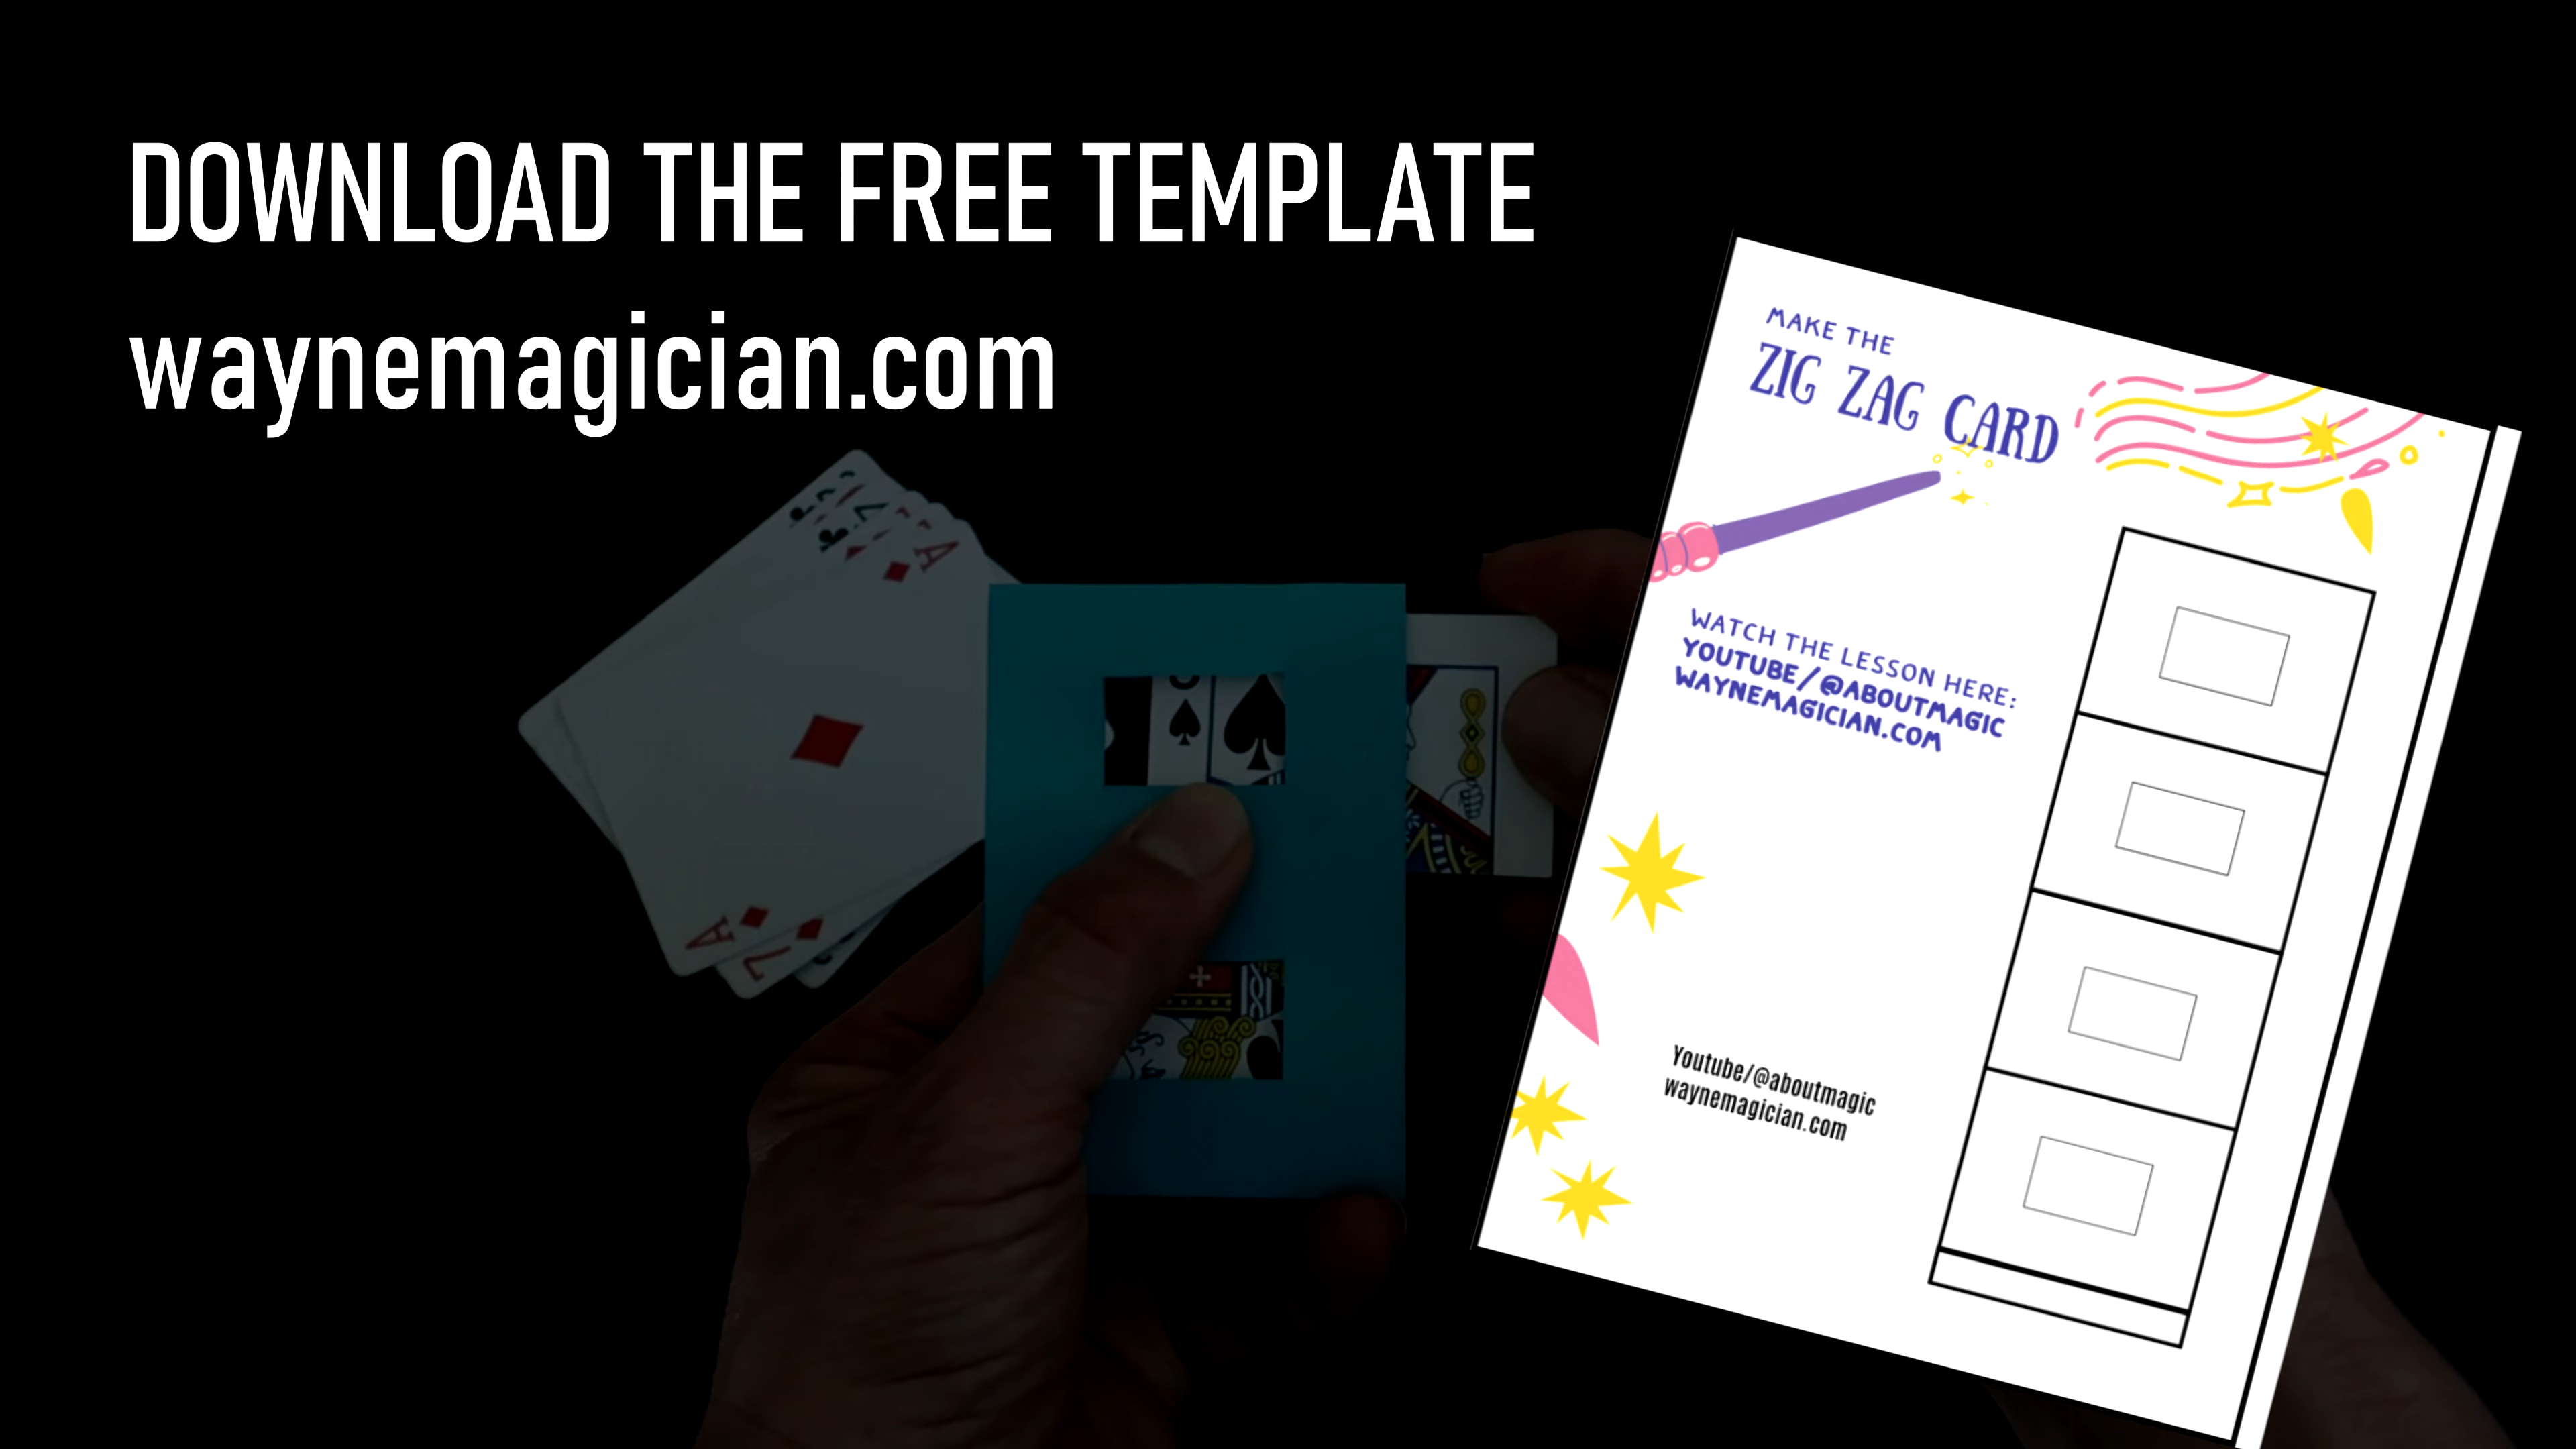 DOWNLOAD THE FREE TEMPLATE
waynemagician.com
MAKE THE
ZIG ZAG CARD
WATCH THE LESSON HERE:
YOUTUBE/@ABOUTMAGIC
WAYNEMAGICIAN.COM
Youtube/@aboutmagic
waynemagician.com
A
A
7